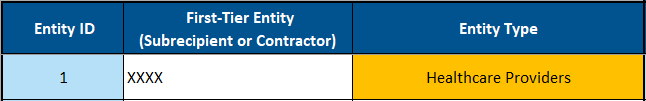 Entity ID
First-Tier Entity
(Subrecipient or Contractor)
Entity Type
1
XXXX
Healthcare Providers